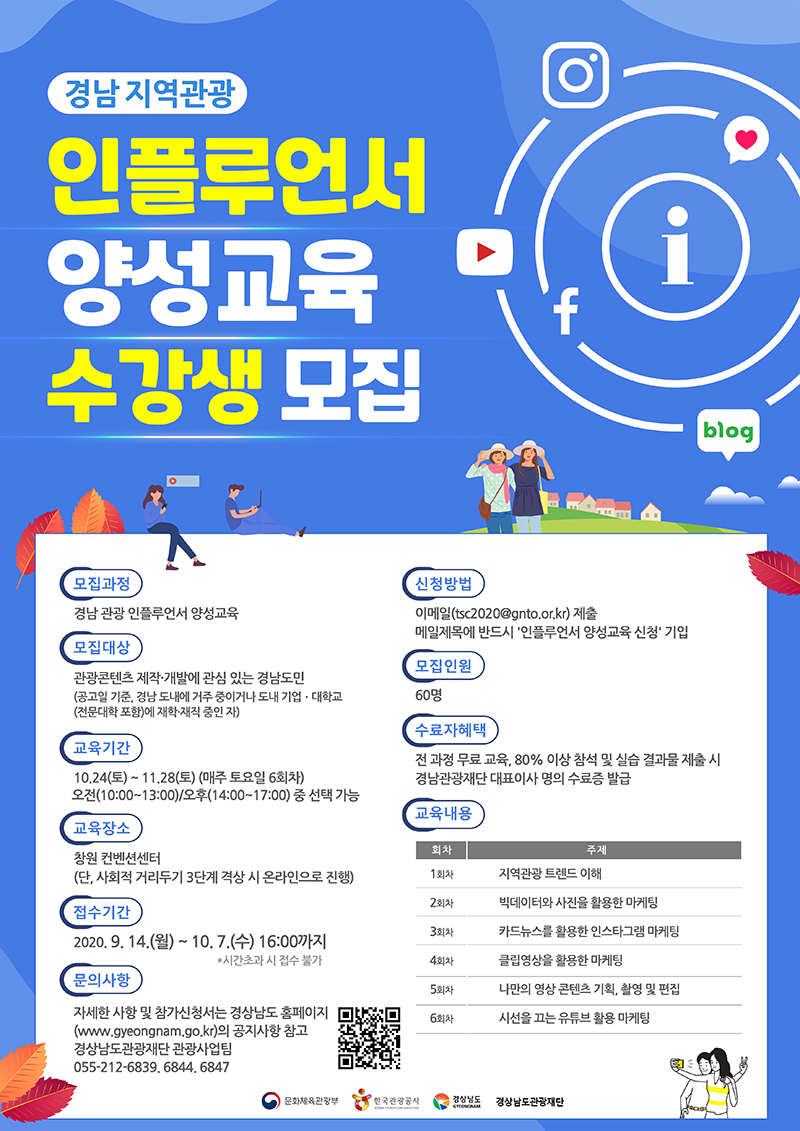 경남 지역관광
인플루언서
양성교육
수강생 모집
blog
모집과정
경남 관광 인플루언서 양성교육
모집대상
관광콘텐츠 제작·개발에 관심 있는 경남도민
(공고일 기준, 경남 도내에 거주 중이거나 도내 기업·대학교
(전문대학 포함)에 재학·재직 중인 자)
교육기간
10.24(토) ~ 11.28(토) (매주 토요일 6회차)
오전(10:00~13:00)/오후(14:00~17:00) 중 선택 가능
교육장소
창원 컨벤션센터
(단, 사회적 거리두기 3단계 격상 시 온라인으로 진행)
접수기간
2020. 9. 14.(월) ~ 10. 7.(수) 16:00까지
*시간초과 시 접수 불가
문의사항
자세한 사항 및 참가신청서는 경상남도 홈페이지
(www.gyeongnam.go.kr)의 공지사항 참고
경상남도관광재단 관광사업팀
055-212-6839, 6844, 6847
신청방법
이메일(tsc2020@gnto.or.kr) 제출
메일제목에 반드시 '인플루언서 양성교육 신청' 기입
모집인원
60명
수료자혜택
전 과정 무료 교육, 80% 이상 참석 및 실습 결과물 제출 시
경남관광재단 대표이사 명의 수료증 발급
교육내용
회차 주제
1회차 지역관광 트렌드 이해
2회차 빅데이터와 사진을 활용한 마케팅
3회차 카드뉴스를 활용한 인스타그램 마케팅
4회차 클립영상을 활용한 마케팅
5회차 나만의 영상 콘텐츠 기획, 촬영 및 편집
6회차 시선을 끄는 유튜브 활용 마케팅
문화체육관광부
한국관광공사
KOREA TOURISM ORGANIZATION
경상남도
GYEONGNAM
경상남도관광재단